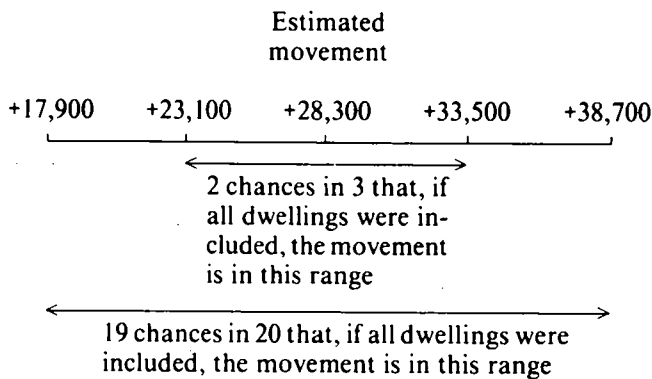 Estimated
movement
+17,900 +23,100 +28,300 +33,500 +38,700
2 chances in 3 that, if
all dwellings were in-
cluded, the movement
is in this range
19 chances in 20 that, if all dwellings were
included, the movement is in this range